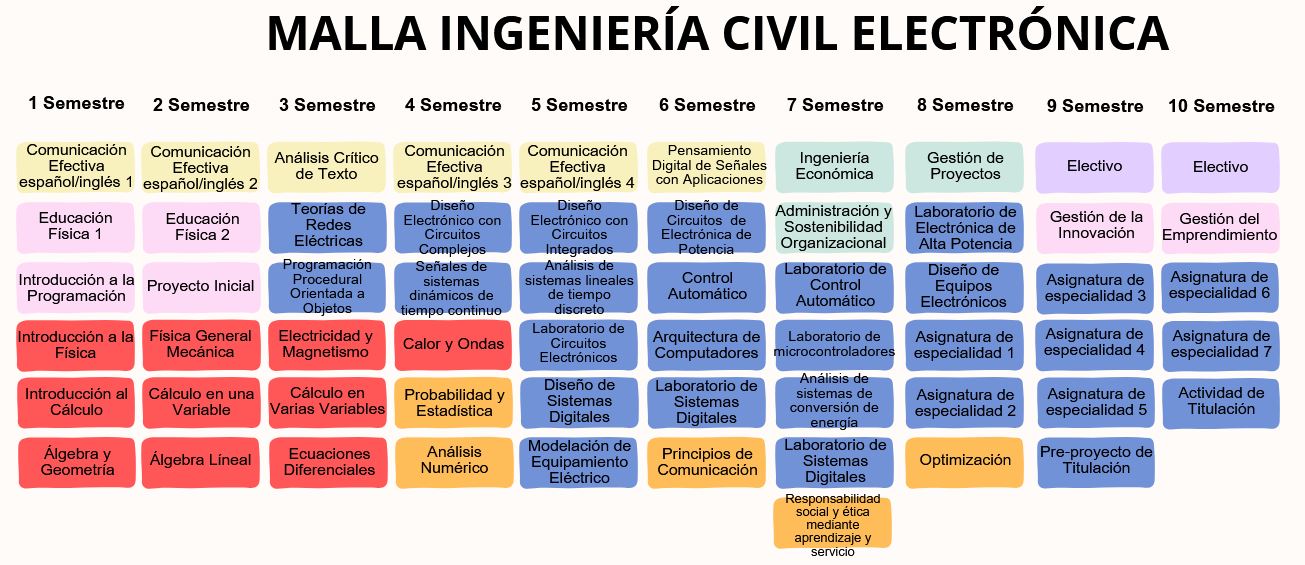 MALLA INGENIERÍA CIVIL ELECTRÓNICA
1 Semestre
Comunicación
Efectiva
español/inglés 1
Educación
Física 1
Introducción a la
Programación
Introducción a la
Física
Introducción al
Cálculo
Álgebra y
Geometría
2 Semestre
Comunicación
Efectiva
español/inglés 2
Educación
Física 2
Proyecto Inicial
Física General
Mecánica
Cálculo en una
Variable
Álgebra Líneal
3 Semestre
Análisis Crítico
de Texto
Teorías de
Redes
Eléctricas
Programación
Procedural
Orientada a
Objetos
Electricidad y
Magnetismo
Cálculo en
Varias Variables
Ecuaciones
Diferenciales
4 Semestre
Comunicación
Efectiva
español/inglés 3
Diseño
Electrónico con
Circuitos
Complejos
Señales de
sistemas
dinámicos de
tiempo continuo
Calor y Ondas
Probabilidad y
Estadística
Análisis
Numérico
5 Semestre
Comunicación
Efectiva
español/inglés 4
Diseño
Electrónico con
Circuitos
Integrados
Análisis de
sistemas lineales
de tiempo
discreto
Laboratorio de
Circuitos
Electrónicos
Diseño de
Sistemas
Digitales
Modelación de
Equipamiento
Eléctrico
6 Semestre
Pensamiento
Digital de Señales
con Aplicaciones
Diseño de
Circuitos de
Electrónica de
Potencia
Control
Automático
Arquitectura de
Computadores
Laboratorio de
Sistemas
Digitales
Principios de
Comunicación
7 Semestre
Ingeniería
Económica
Administración y
Sostenibilidad
Organizacional
Laboratorio de
Control
Automático
Laboratorio de
microcontroladores
Análisis de
sistemas de
conversión de
energía
Laboratorio de
Sistemas
Digitales
Responsabilidad
social y ética
mediante
aprendizaje y
servicio
8 Semestre
Gestión de
Proyectos
Laboratorio de
Electrónica de
Alta Potencia
Diseño de
Equipos
Electrónicos
Asignatura de
especialidad 1
Asignatura de
especialidad 2
Optimización
9 Semestre
Electivo
Gestión de la
Innovación
Asignatura de
especialidad 3
Asignatura de
especialidad 4
Asignatura de
especialidad 5
Pre-proyecto de
Titulación
10 Semestre
Electivo
Gestión del
Emprendimiento
Asignatura de
especialidad 6
Asignatura de
especialidad 7
Actividad de
Titulación